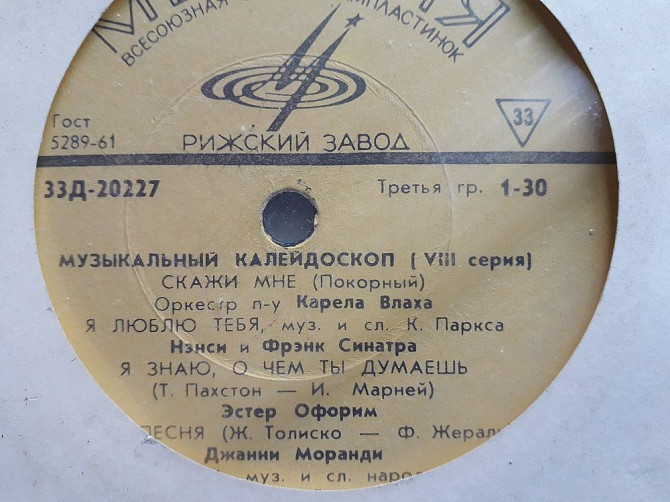 ВСЕСОЮЗНАЯ
Гост
5289-61
РИЖСКИЙ ЗАВОД
33
33Д-20227
Третья гр. 1-30
МУЗЫКАЛЬНЫЙ КАЛЕЙДОСКОП ( VIII серия)
СКАЖИ МНЕ (Покорный)
Оркестр п-у Карела Влаха
Я ЛЮБЛЮ ТЕБЯ, муз. и сл. К. Паркса
Нэнси и Фрэнк Синатра
Я ЗНАЮ, О ЧЕМ ТЫ ДУМАЕШЬ
(Т. Пахстон — И. Марней)
Эстер Офорим
ПЕСНЯ (Ж. Толиско — Ф. Жераль
Джанни Моранди
муз. и сл. народ